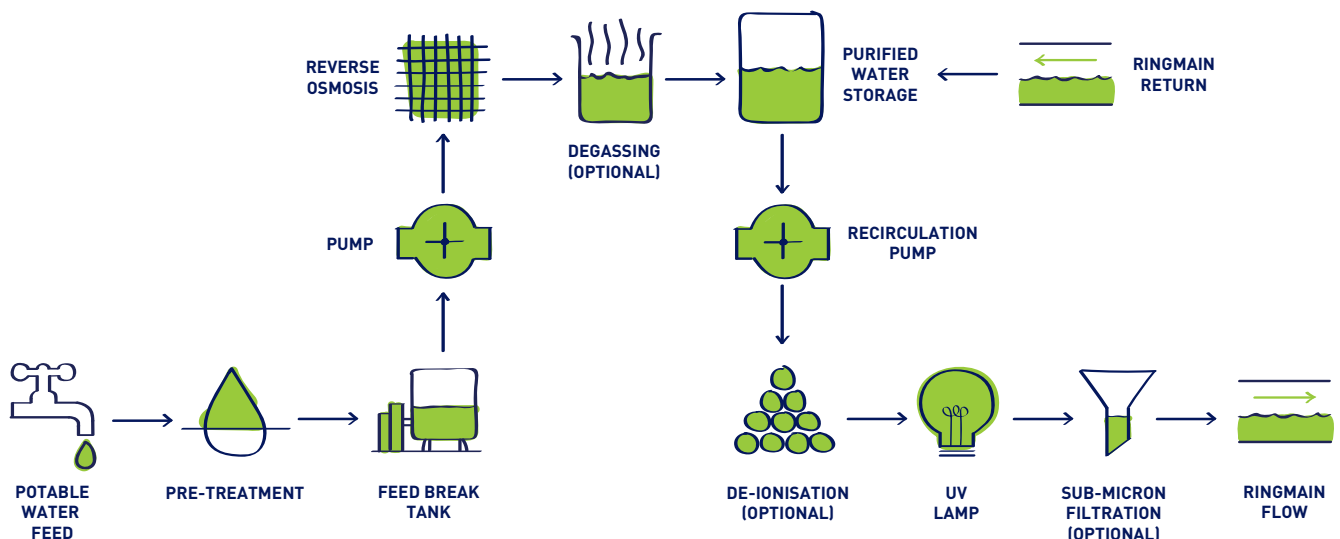 REVERSE
OSMOSIS
DEGASSING
(OPTIONAL)
PURIFIED
WATER
STORAGE
RINGMAIN
RETURN
PUMP
RECIRCULATION
PUMP
POTABLE
WATER
FEED
PRE-TREATMENT
FEED BREAK
TANK
DE-IONISATION
(OPTIONAL)
UV
LAMP
SUB-MICRON
FILTRATION
(OPTIONAL)
RINGMAIN
FLOW